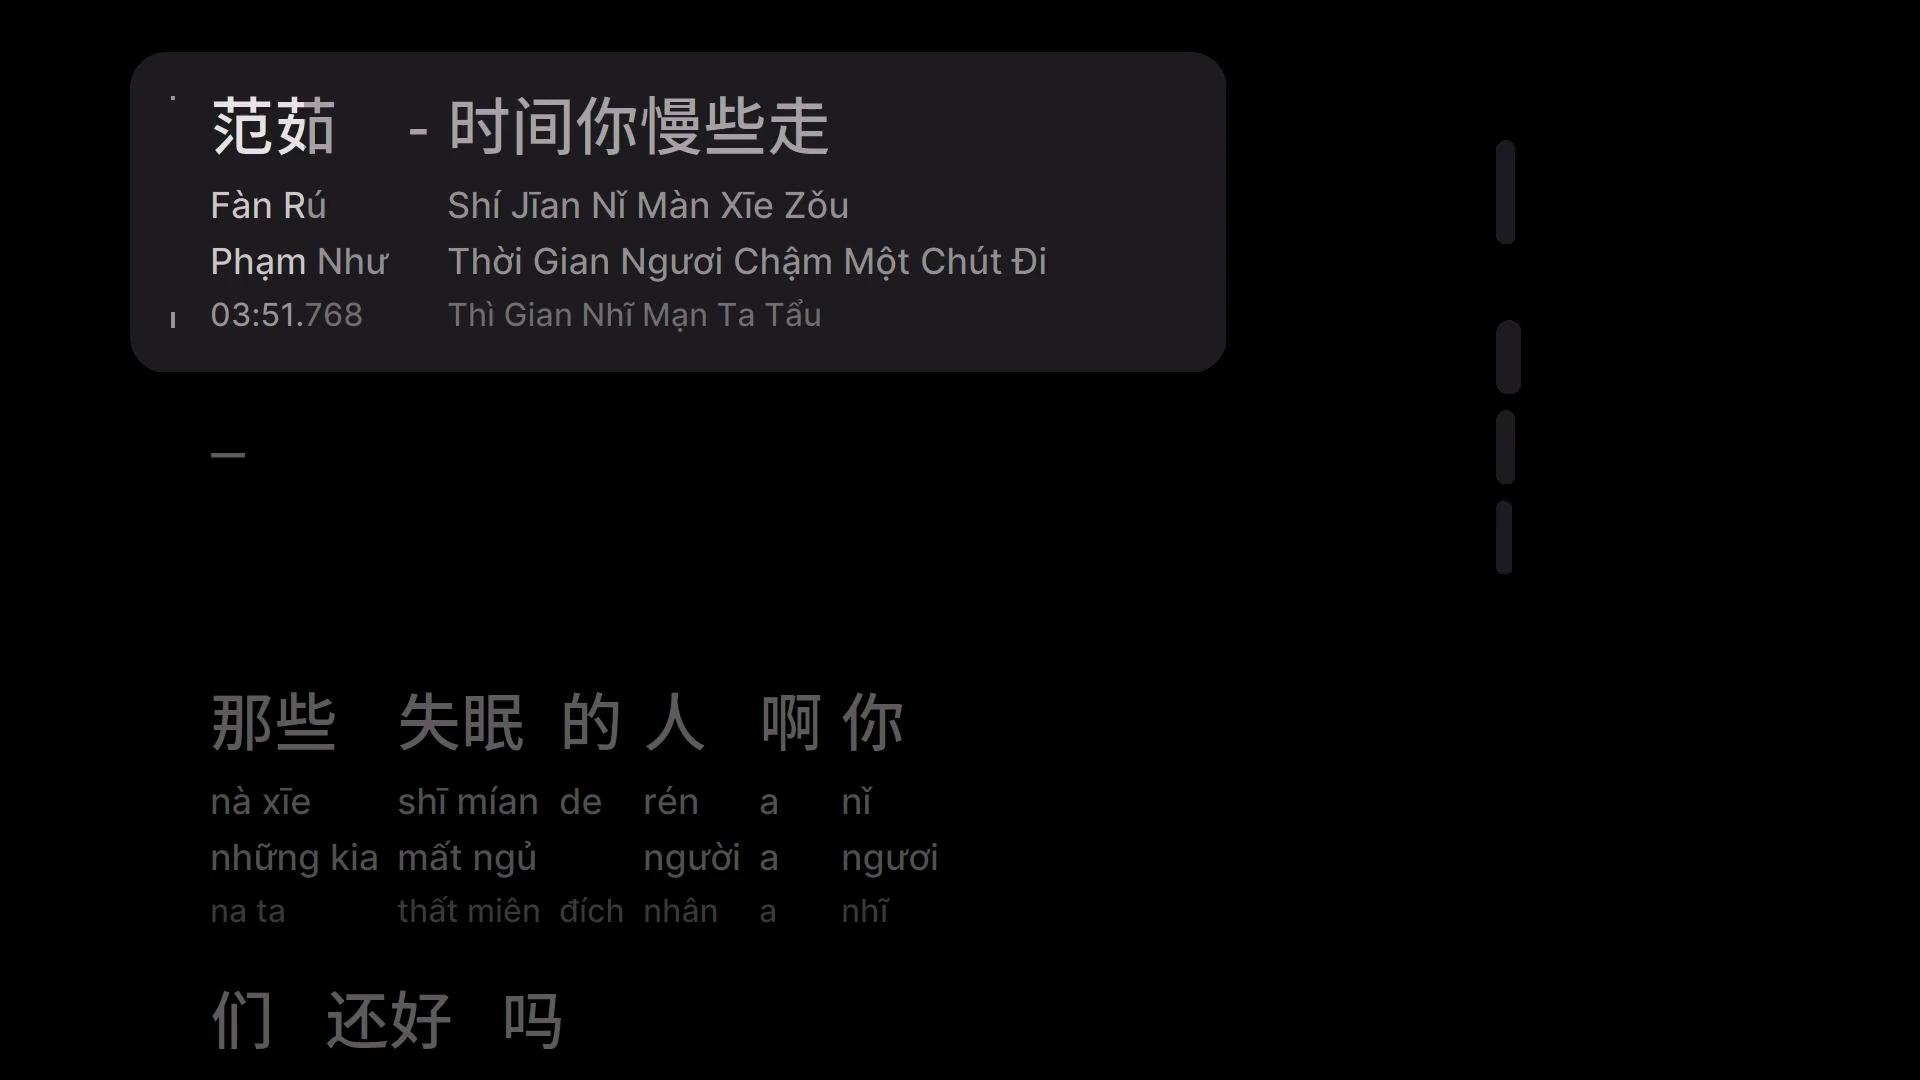 范茹 - 时间你慢些走
Fàn Rú Shí Jīan Nǐ Màn Xīe Zǒu
Phạm Như Thời Gian Ngươi Chậm Một Chút Đi
03:51.768 Thì Gian Nhĩ Mạn Ta Tẩu
—
那些 失眠 的 人 啊 你
nà xīe shī mían de rén a nǐ
những kia mất ngủ người a ngươi
na ta thất miên đích nhân a nhĩ
们 还好 吗